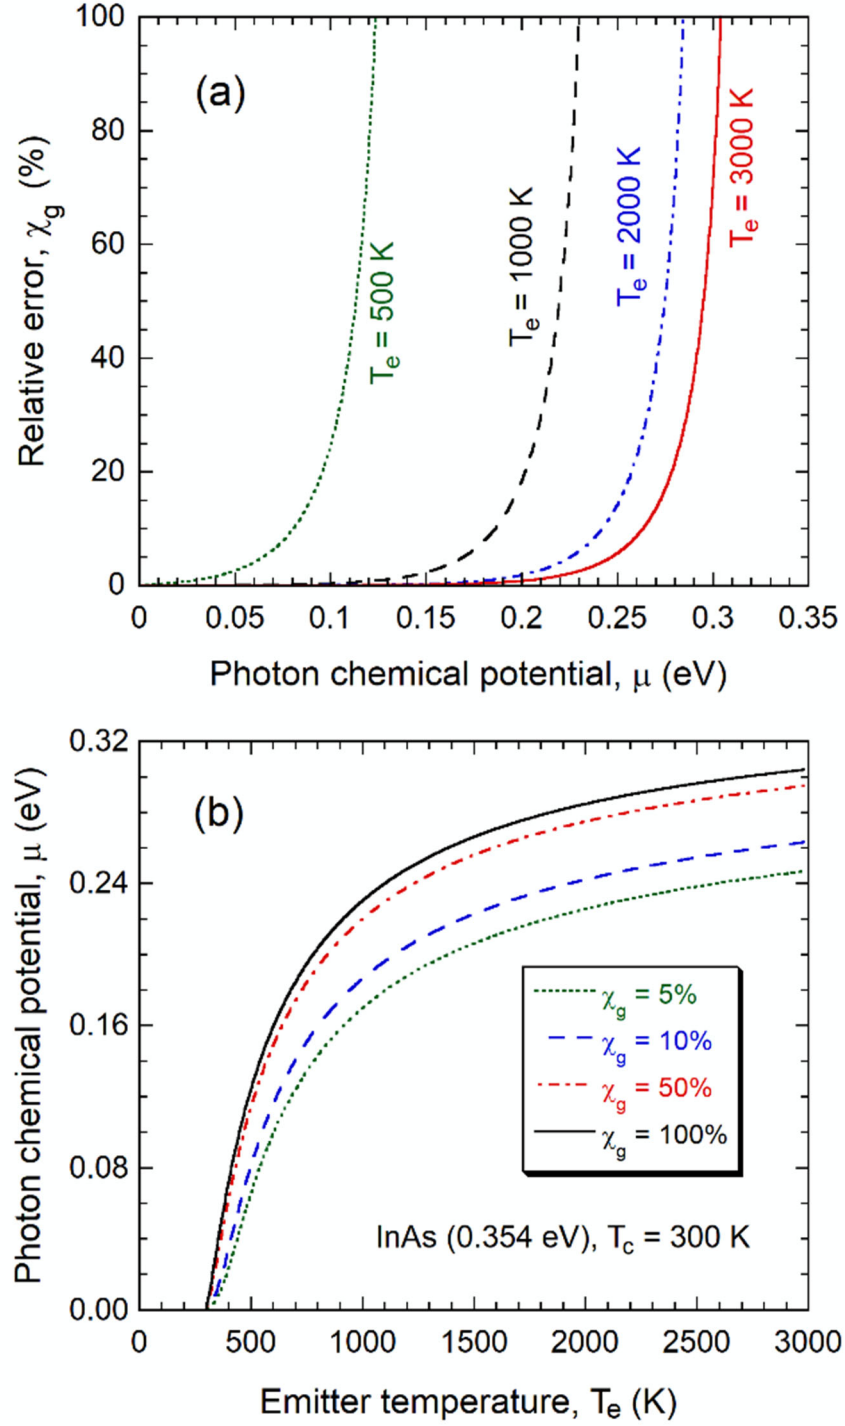 100
80
60
40
20
0
Relative error, χg (%)
(a)
Te = 500 K
Te = 1000 K
Te = 2000 K
Te = 3000 K
0 0.05 0.1 0.15 0.2 0.25 0.3 0.35
Photon chemical potential, μ (eV)
0.32
0.24
0.16
0.08
0.00
Photon chemical potential, μ (eV)
(b)
χg = 5%
χg = 10%
χg = 50%
χg = 100%
InAs (0.354 eV), Tc = 300 K
0 500 1000 1500 2000 2500 3000
Emitter temperature, Te (K)